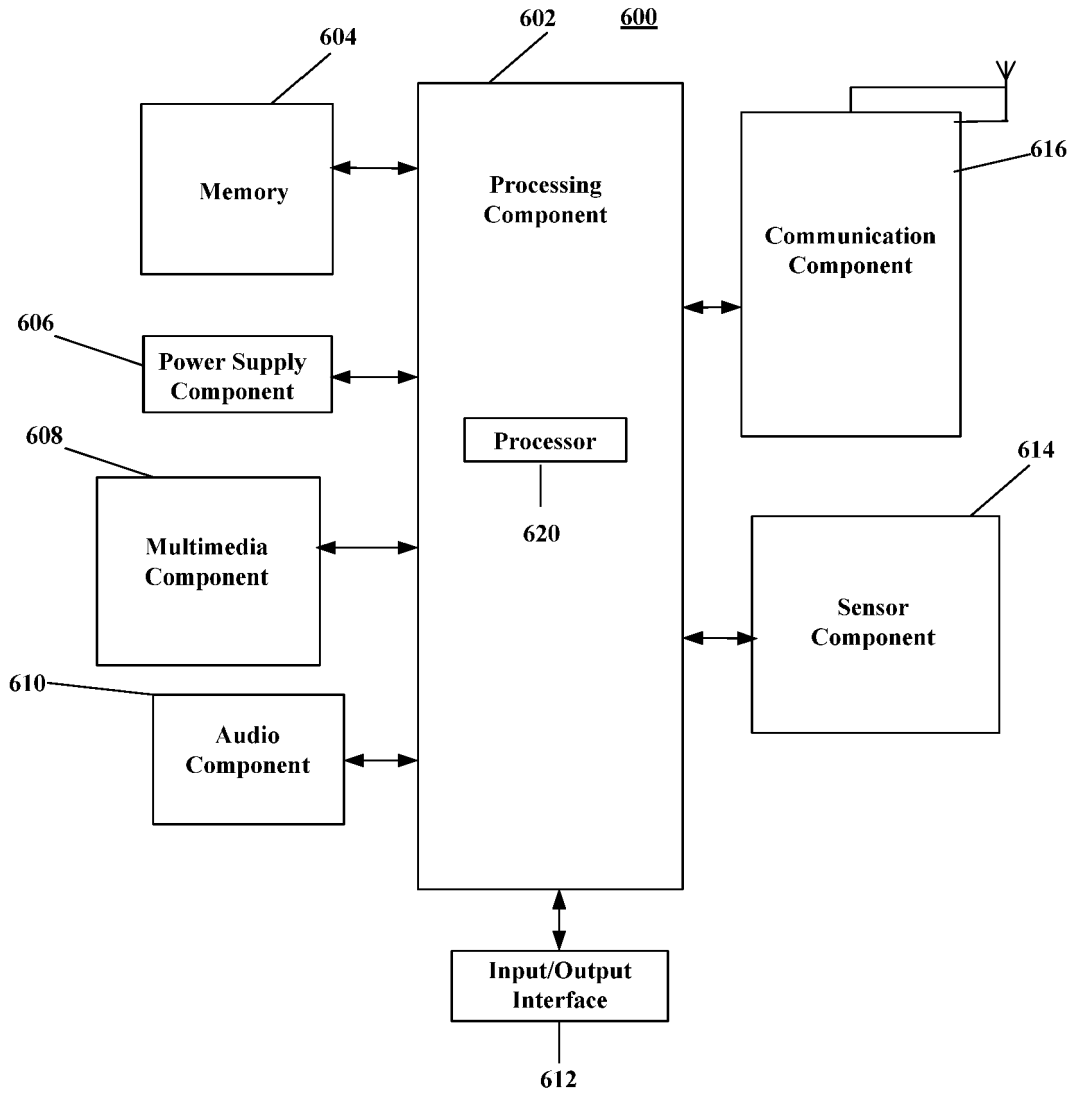 602
600
604
Memory
Processing
Component
616
Communication
Component
606
Power Supply
Component
608
Processor
620
614
Multimedia
Component
Sensor
Component
610
Audio
Component
Input/Output
Interface
612